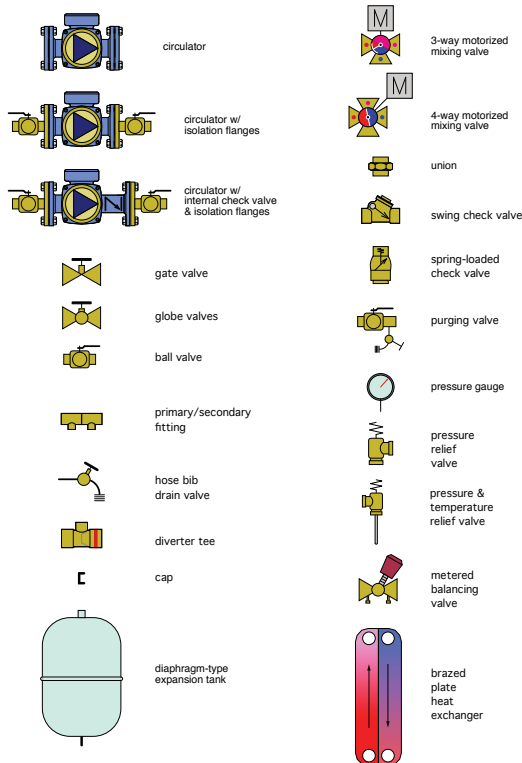 circulator
circulator w/
isolation flanges
circulator w/
internal check valve
& isolation flanges
gate valve
globe valves
ball valve
primary/secondary
fitting
hose bib
drain valve
diverter tee
cap
diaphragm-type
expansion tank
M
3-way motorized
mixing valve
M
4-way motorized
mixing valve
union
swing check valve
spring-loaded
check valve
purging valve
pressure gauge
pressure
relief
valve
pressure &
temperature
relief valve
metered
balancing
valve
brazed
plate
heat
exchanger